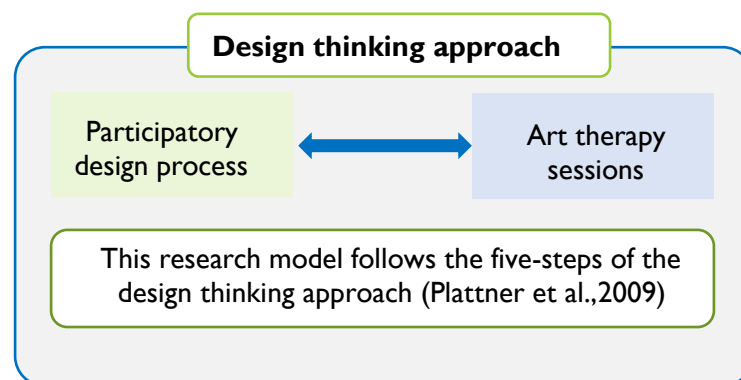 Design thinking approach
Participatory
design process
Art therapy
sessions
This research model follows the five-steps of the
design thinking approach (Plattner et al.,2009)